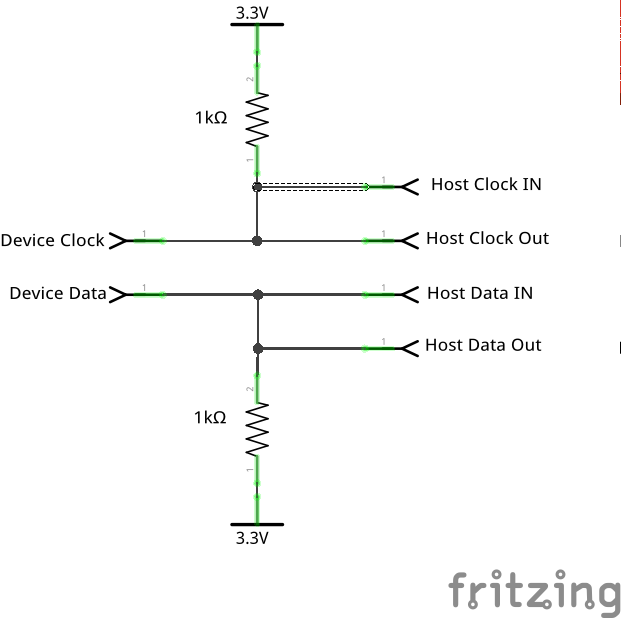 3.3V
2
1kΩ
1
1 Host Clock IN
Device Clock 1 1 Host Clock Out
Device Data 1 1 Host Data IN
1 Host Data Out
2
1kΩ
1
3.3V
fritzing